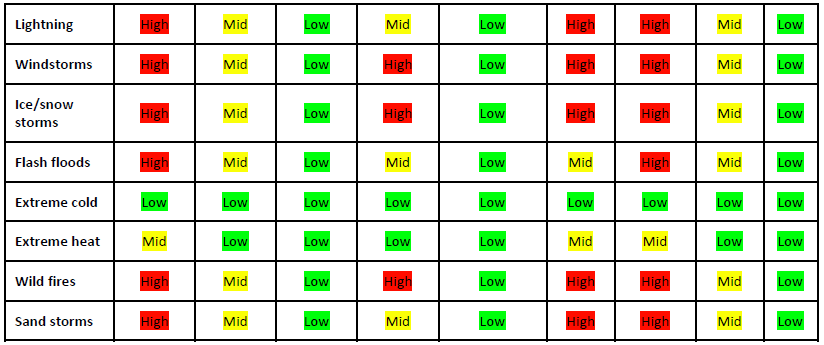 Lightning High Mid Low Mid Low High High Mid Low
Windstorms High Mid Low High Low High High Mid Low
Ice/snow
storms High Mid Low High Low High High Mid Low
Flash floods High Mid Low Mid Low Mid High Mid Low
Extreme cold Low Low Low Low Low Low Low Low Low
Extreme heat Mid Low Low Low Low Mid Mid Low Low
Wild fires High Mid Low High Low High High Mid Low
Sand storms High Mid Low Mid Low High High Mid Low